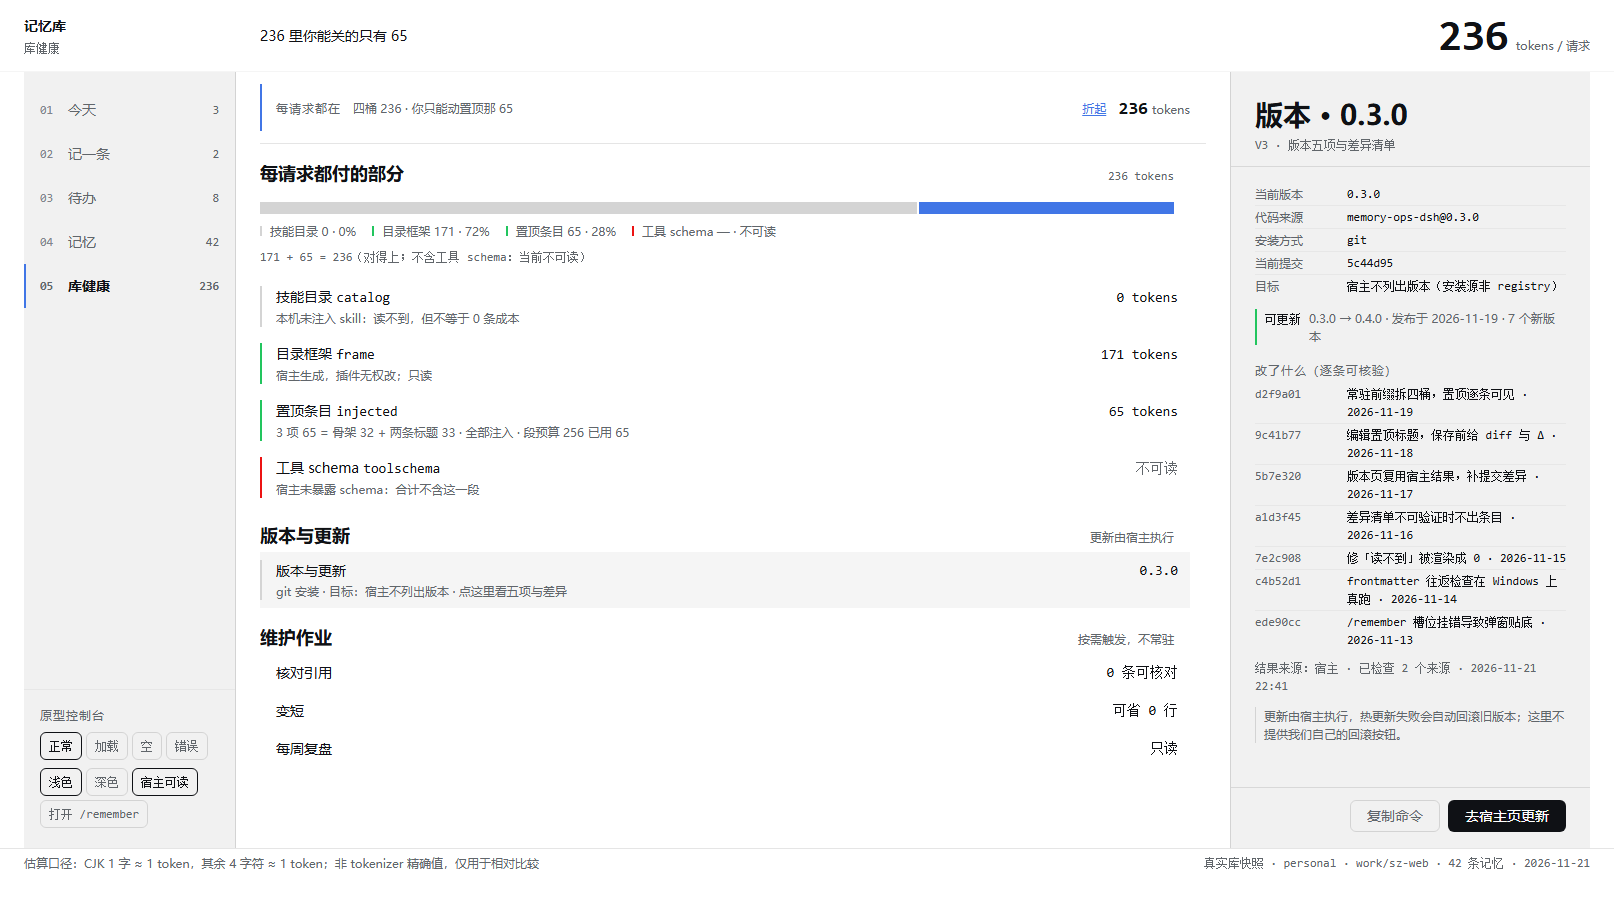 记忆库
库健康
236 里你能关的只有 65
236 tokens / 请求
01 今天 3
02 记一条 2
03 待办 8
04 记忆 42
05 库健康 236
原型控制台
正常 加载 空 错误
浅色 深色 宿主可读
打开 /remember
每请求都在 四桶 236 · 你只能动置顶那 65 折起 236 tokens
每请求都付的部分 236 tokens
技能目录 0 · 0% 目录框架 171 · 72% 置顶条目 65 · 28% 工具 schema — · 不可读
171 + 65 = 236（对得上；不含工具 schema：当前不可读）
技能目录 catalog 0 tokens
本机未注入 skill：读不到，但不等于 0 条成本
目录框架 frame 171 tokens
宿主生成，插件无权改；只读
置顶条目 injected 65 tokens
3 项 65 = 骨架 32 + 两条标题 33 · 全部注入 · 段预算 256 已用 65
工具 schema toolschema 不可读
宿主未暴露 schema：合计不含这一段
版本与更新 更新由宿主执行
版本与更新 0.3.0
git 安装 · 目标：宿主不列出版本 · 点这里看五项与差异
维护作业 按需触发，不常驻
核对引用 0 条可核对
变短 可省 0 行
每周复盘 只读
版本 • 0.3.0
V3 · 版本五项与差异清单
当前版本 0.3.0
代码来源 memory-ops-dsh@0.3.0
安装方式 git
当前提交 5c44d95
目标 宿主不列出版本（安装源非 registry）
可更新 0.3.0 → 0.4.0 · 发布于 2026-11-19 · 7 个新版
本
改了什么（逐条可核验）
d2f9a01 常驻前缀拆四桶，置顶逐条可见 ·
2026-11-19
9c41b77 编辑置顶标题，保存前给 diff 与 Δ ·
2026-11-18
5b7e320 版本页复用宿主结果，补提交差异 ·
2026-11-17
a1d3f45 差异清单不可验证时不出条目 ·
2026-11-16
7e2c908 修「读不到」被渲染成 0 · 2026-11-15
c4b52d1 frontmatter 往返检查在 Windows 上
真跑 · 2026-11-14
ede90cc /remember 槽位挂错导致弹窗贴底 ·
2026-11-13
结果来源：宿主 · 已检查 2 个来源 · 2026-11-21
22:41
更新由宿主执行，热更新失败会自动回滚旧版本；这里不
提供我们自己的回滚按钮。
复制命令 去宿主页更新
估算口径：CJK 1 字 ≈ 1 token，其余 4 字符 ≈ 1 token；非 tokenizer 精确值，仅用于相对比较
真实库快照 · personal · work/sz-web · 42 条记忆 · 2026-11-21